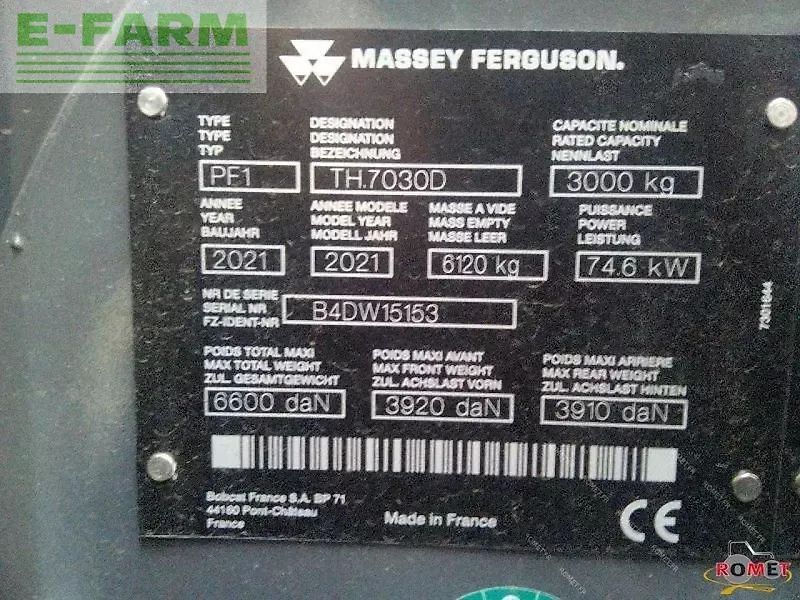 E-FARM
MASSEY FERGUSON.
TYPE
TYPE
TYP
PF1
DESIGNATION
DESIGNATION
BEZEICHNUNG
TH.7030D
CAPACITE NOMINALE
RATED CAPACITY
NENNLAST
3000 kg
ANNEE
YEAR
BAUJAHR
2021
ANNEE MODELE
MODEL YEAR
MODELL JAHR
2021
MASSE A VIDE
MASS EMPTY
MASSE LEER
6120 kg
PUISSANCE
POWER
LEISTUNG
74.6 kW
NR DE SERIE
SERIAL NR
FZ-IDENT-NR
B4DW15153
7301844
POIDS TOTAL MAXI
MAX TOTAL WEIGHT
ZUL. GESAMTGEWICHT
6600 daN
POIDS MAXI AVANT
MAX FRONT WEIGHT
ZUL. ACHSLAST VORN
3920 daN
POIDS MAXI ARRIERE
MAX REAR WEIGHT
ZUL. ACHSLAST HINTEN
3910 daN
Bobcat France S.A. BP 71
44160 Pont-Château
France
Made in France
CE
ROMET